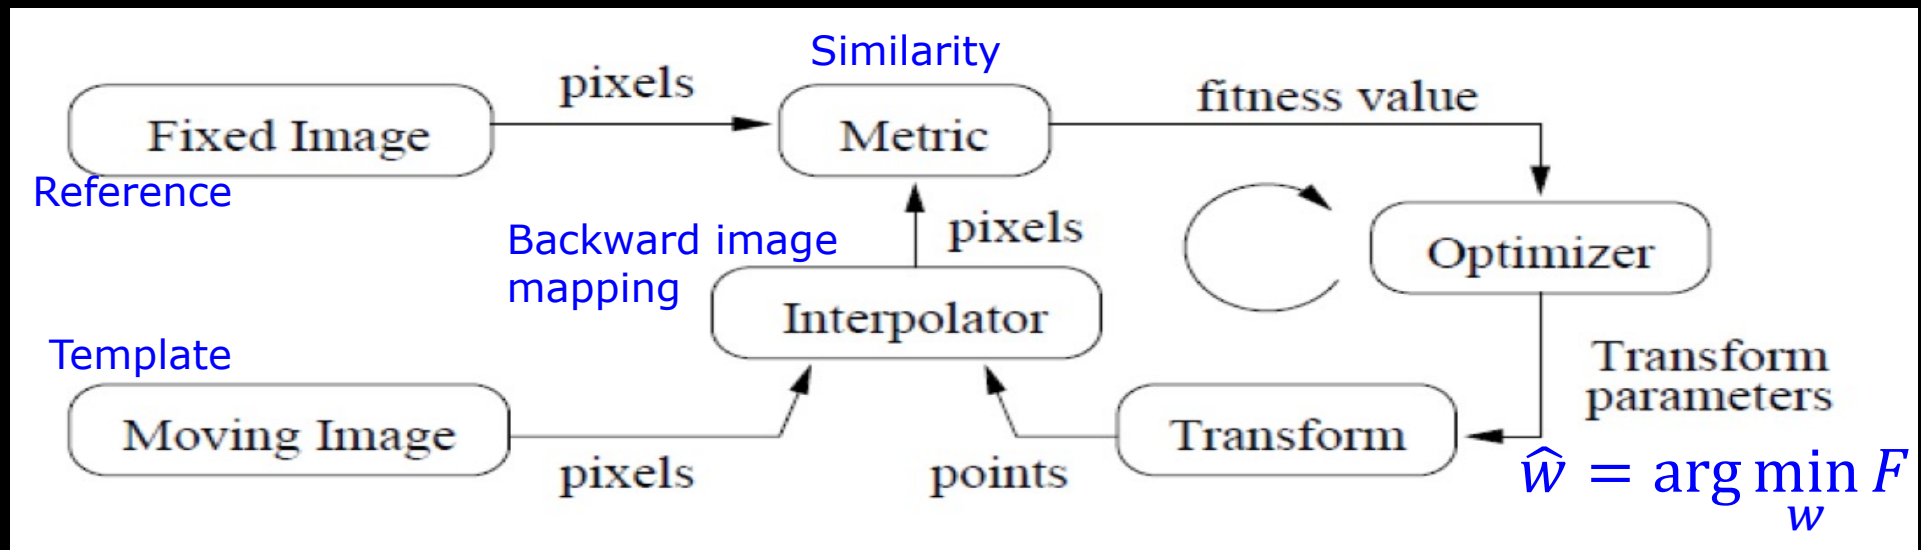 Similarity
pixels
fitness value
Fixed Image
Metric
Reference
Backward image
mapping
pixels
Optimizer
Interpolator
Template
Transform
parameters
Moving Image
Transform
pixels
points
ŵ = arg min F
w